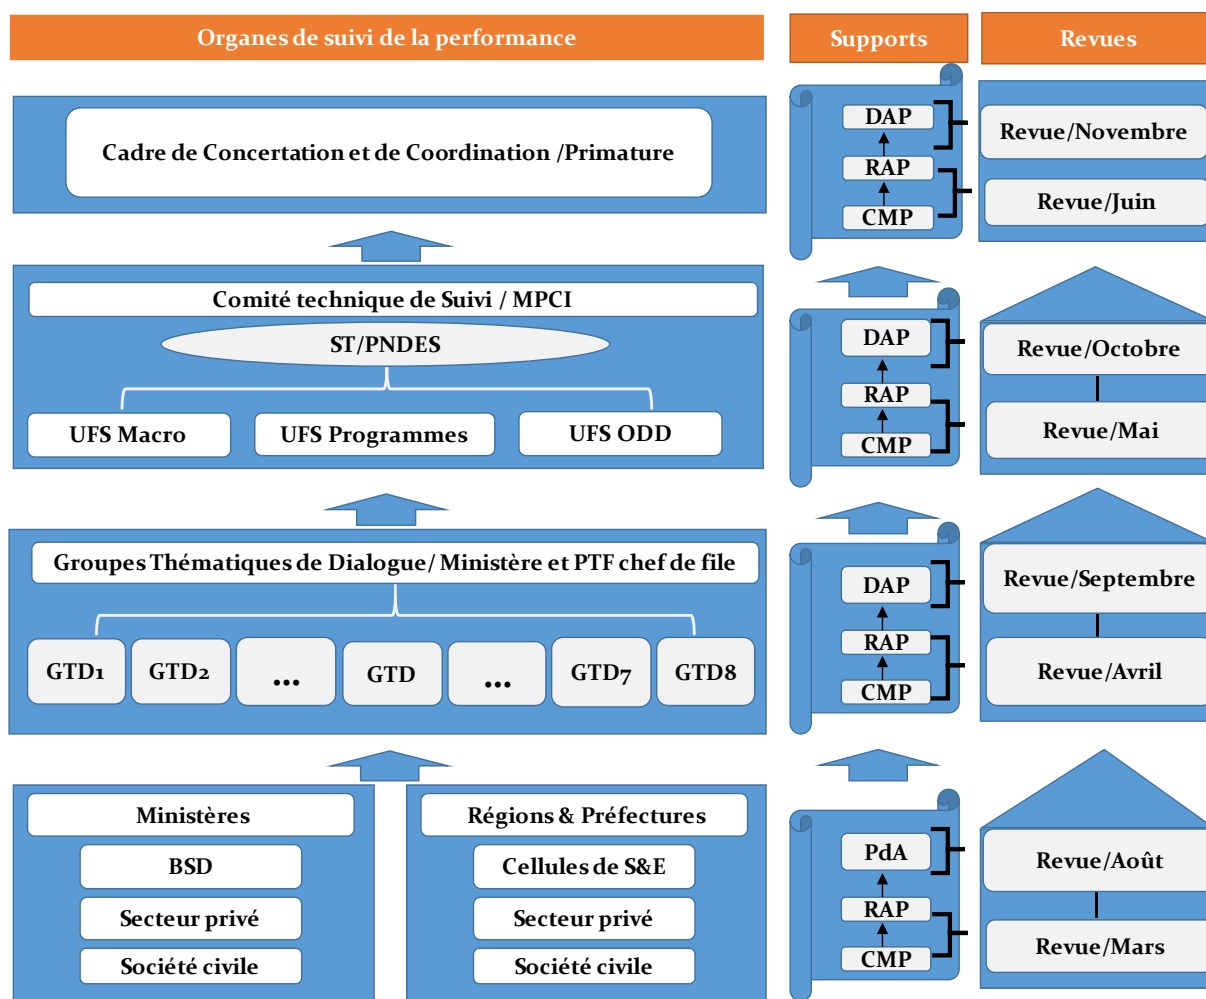 Organes de suivi de la performance
Supports
Revues
Cadre de Concertation et de Coordination /Primature
DAP
RAP
CMP
Revue/Novembre
Revue/Juin
Comité technique de Suivi / MPCI
ST/PNDES
UFS Macro
UFS Programmes
UFS ODD
DAP
RAP
CMP
Revue/Octobre
Revue/Mai
Groupes Thématiques de Dialogue/ Ministère et PTF chef de file
GTD1
GTD2
...
GTD
...
GTD7
GTD8
DAP
RAP
CMP
Revue/Septembre
Revue/Avril
Ministères
BSD
Secteur privé
Société civile
Régions & Préfectures
Cellules de S&E
Secteur privé
Société civile
PdA
RAP
CMP
Revue/Août
Revue/Mars